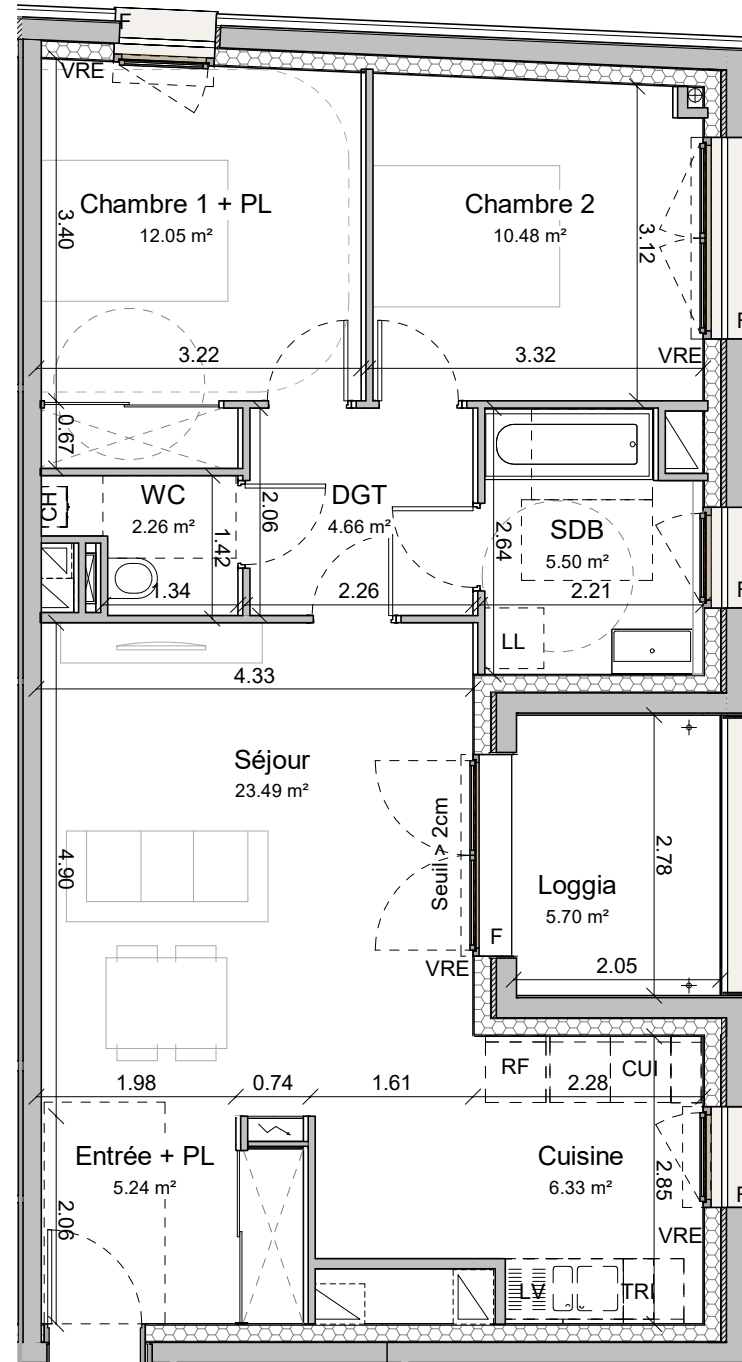 F
VRE
Chambre 1 + PL
12.05 m²
Chambre 2
10.48 m²
3.40
3.12
F
3.22
3.32
VRE
0.67
CH
WC
2.26 m²
1.42
2.06
DGT
4.66 m²
2.64
SDB
5.50 m²
1.34
2.26
2.21
F
LL
4.33
Séjour
23.49 m²
4.90
Seuil > 2cm
Loggia
5.70 m²
2.78
F
VRE
2.05
RF
CUI
1.98
0.74
1.61
2.28
Entrée + PL
5.24 m²
2.06
Cuisine
6.33 m²
2.85
F
VRE
LV
TRI